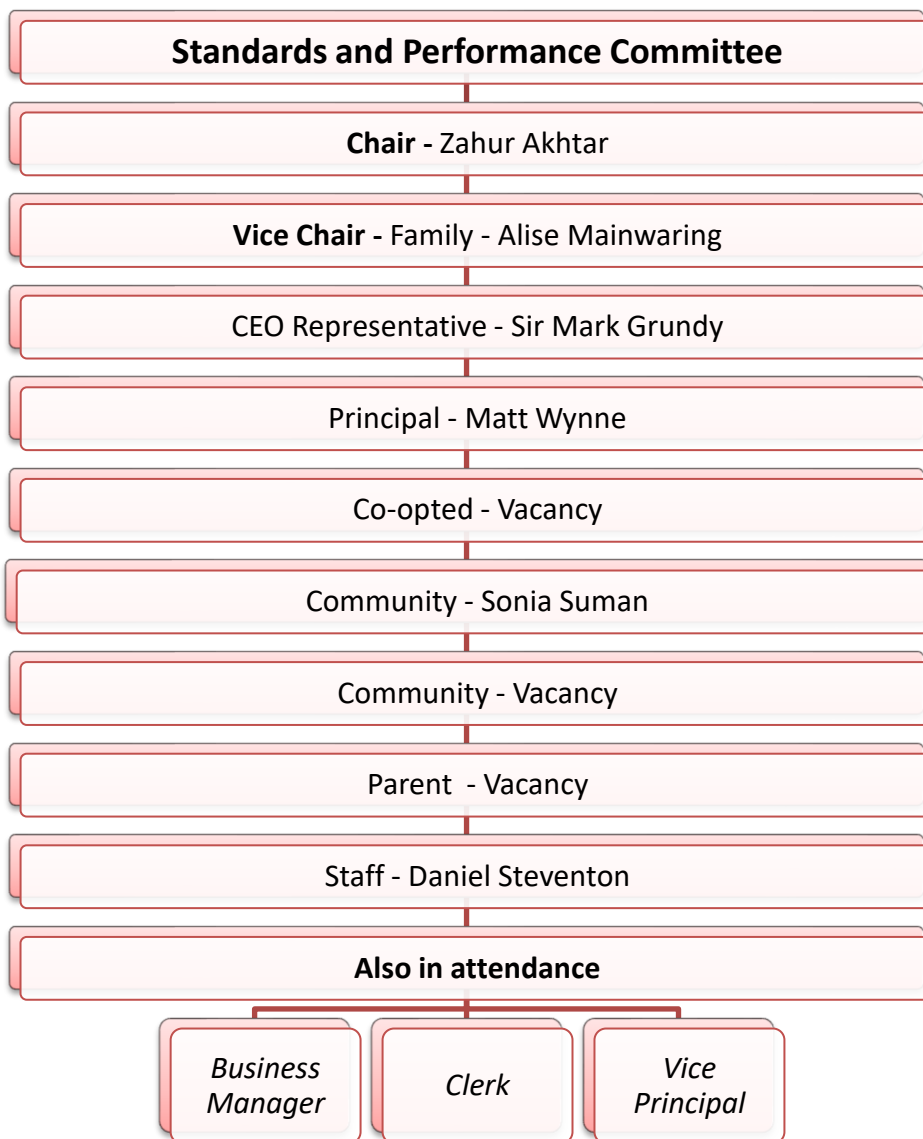 Standards and Performance Committee
Chair - Zahur Akhtar
Vice Chair - Family - Alise Mainwaring
CEO Representative - Sir Mark Grundy
Principal - Matt Wynne
Co-opted - Vacancy
Community - Sonia Suman
Community - Vacancy
Parent  - Vacancy
Staff - Daniel Steventon
Also in attendance
Business
Manager
Clerk
Vice
Principal